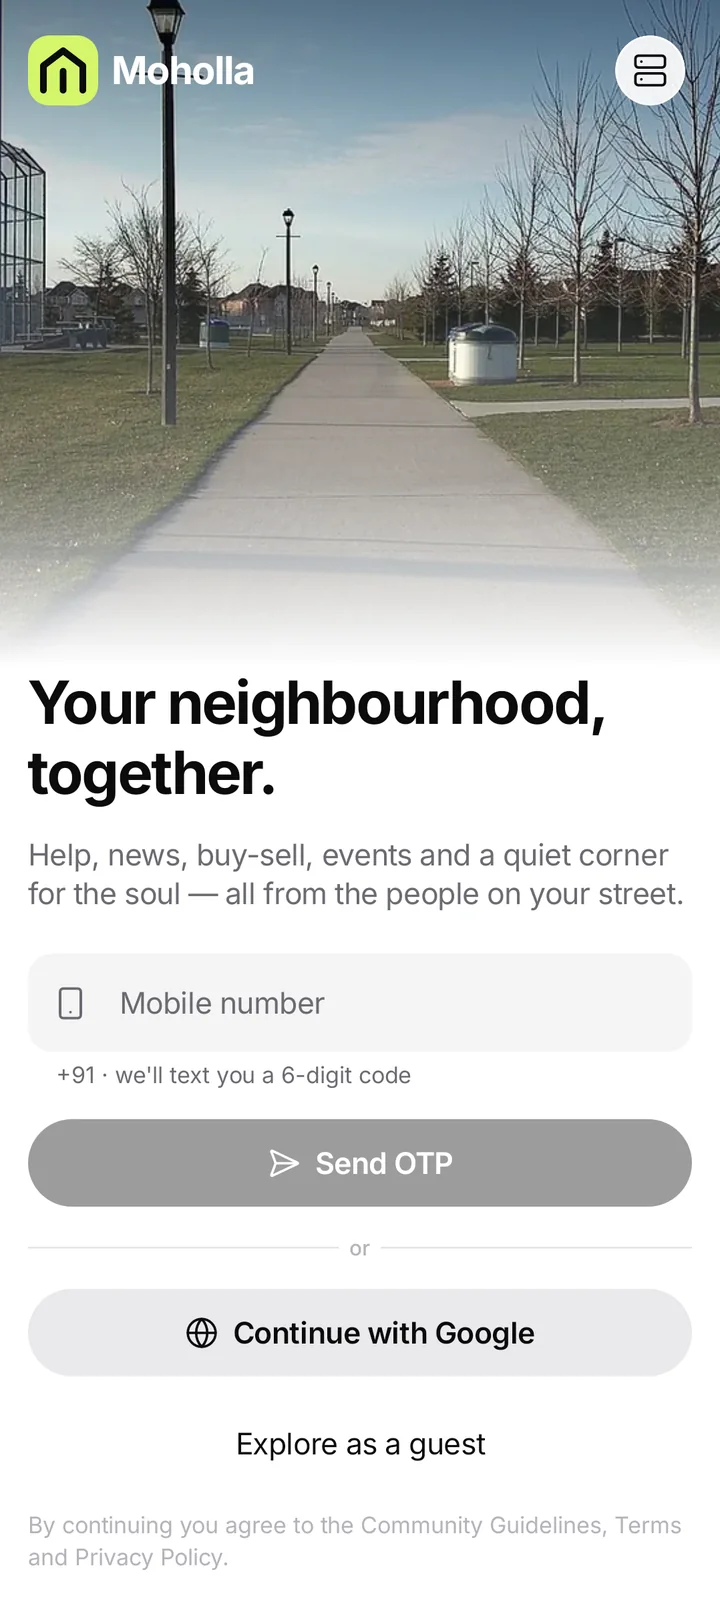 Moholla
Your neighbourhood,
together.
Help, news, buy-sell, events and a quiet corner
for the soul — all from the people on your street.
Mobile number
+91 · we'll text you a 6-digit code
Send OTP
or
Continue with Google
Explore as a guest
By continuing you agree to the Community Guidelines, Terms
and Privacy Policy.